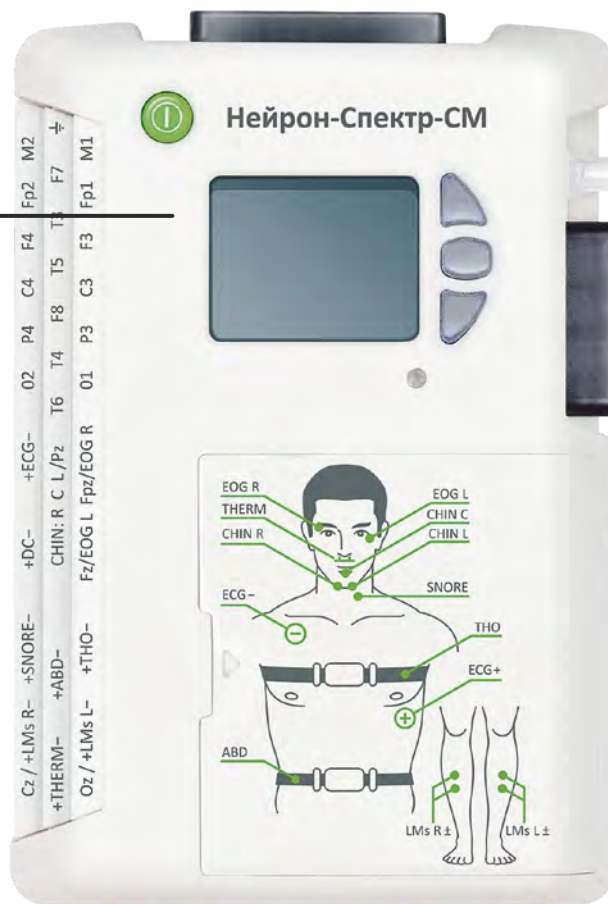 Нейрон-Спектр-СМ
Cz / +LMs R− +SNORE− +DC− +ECG− O2 P4 C4 F4 Fp2 M2
+THERM− +ABD− CHIN: R C L/Pz T6 T4 F8 T5 T3 F7 ⏚
Oz / +LMs L− +THO− Fz/EOG L Fpz/EOG R O1 P3 C3 F3 Fp1 M1
EOG R
EOG L
THERM
CHIN C
CHIN R
CHIN L
SNORE
ECG−
THO
ECG+
ABD
LMs R ±
LMs L ±